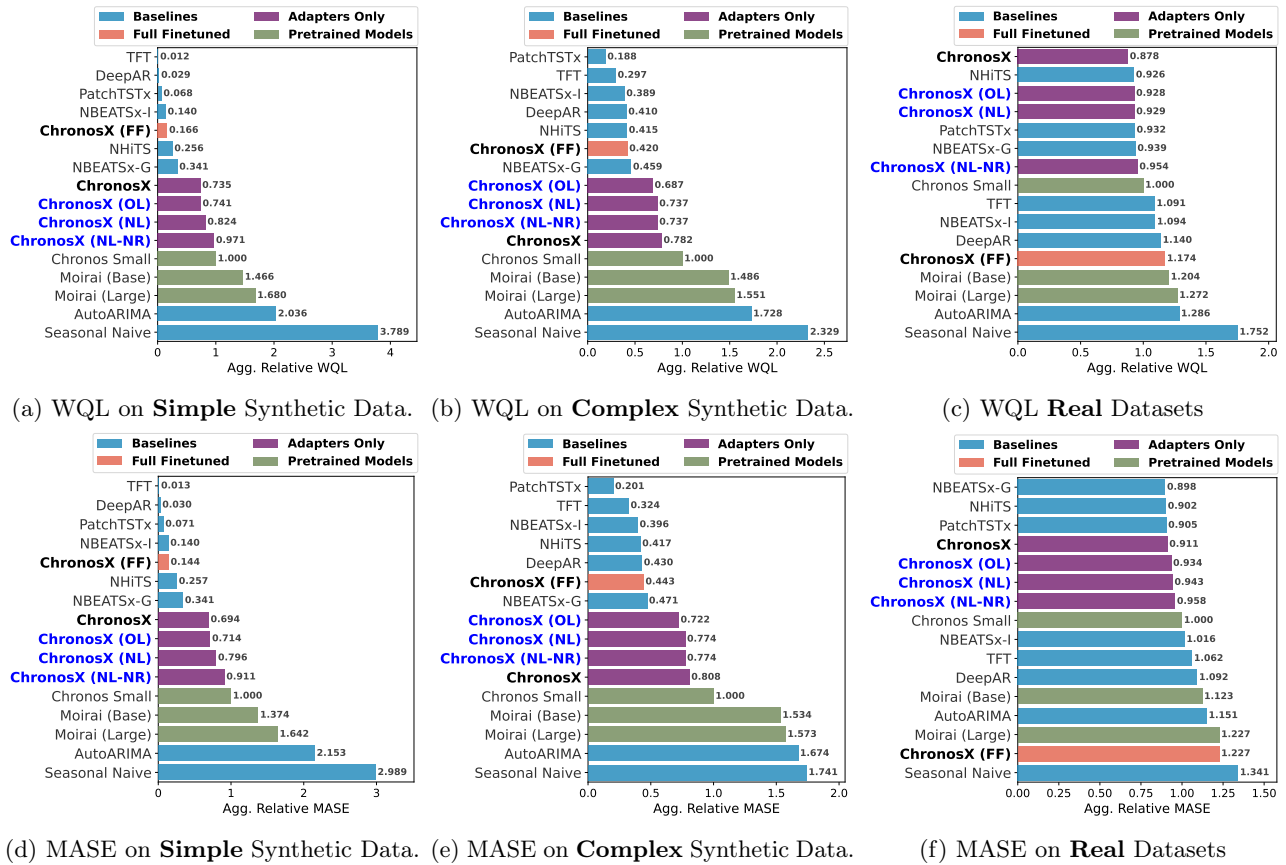 Baselines
Full Finetuned
Adapters Only
Pretrained Models
TFT 0.012
DeepAR 0.029
PatchTSTx 0.068
NBEATSx-I 0.140
ChronosX (FF) 0.166
NHiTS 0.256
NBEATSx-G 0.341
ChronosX 0.735
ChronosX (OL) 0.741
ChronosX (NL) 0.824
ChronosX (NL-NR) 0.971
Chronos Small 1.000
Moirai (Base) 1.466
Moirai (Large) 1.680
AutoARIMA 2.036
Seasonal Naive 3.789
0 1 2 3 4
Agg. Relative WQL
(a) WQL on Simple Synthetic Data.
Baselines
Full Finetuned
Adapters Only
Pretrained Models
PatchTSTx 0.188
TFT 0.297
NBEATSx-I 0.389
DeepAR 0.410
NHiTS 0.415
ChronosX (FF) 0.420
NBEATSx-G 0.459
ChronosX (OL) 0.687
ChronosX (NL) 0.737
ChronosX (NL-NR) 0.737
ChronosX 0.782
Chronos Small 1.000
Moirai (Base) 1.486
Moirai (Large) 1.551
AutoARIMA 1.728
Seasonal Naive 2.329
0.0 0.5 1.0 1.5 2.0 2.5
Agg. Relative WQL
(b) WQL on Complex Synthetic Data.
Baselines
Full Finetuned
Adapters Only
Pretrained Models
ChronosX 0.878
NHiTS 0.926
ChronosX (OL) 0.928
ChronosX (NL) 0.929
PatchTSTx 0.932
NBEATSx-G 0.939
ChronosX (NL-NR) 0.954
Chronos Small 1.000
TFT 1.091
NBEATSx-I 1.094
DeepAR 1.140
ChronosX (FF) 1.174
Moirai (Base) 1.204
Moirai (Large) 1.272
AutoARIMA 1.286
Seasonal Naive 1.752
0.0 0.5 1.0 1.5 2.0
Agg. Relative WQL
(c) WQL Real Datasets
Baselines
Full Finetuned
Adapters Only
Pretrained Models
TFT 0.013
DeepAR 0.030
PatchTSTx 0.071
NBEATSx-I 0.140
ChronosX (FF) 0.144
NHiTS 0.257
NBEATSx-G 0.341
ChronosX 0.694
ChronosX (OL) 0.714
ChronosX (NL) 0.796
ChronosX (NL-NR) 0.911
Chronos Small 1.000
Moirai (Base) 1.374
Moirai (Large) 1.642
AutoARIMA 2.153
Seasonal Naive 2.989
0 1 2 3
Agg. Relative MASE
(d) MASE on Simple Synthetic Data.
Baselines
Full Finetuned
Adapters Only
Pretrained Models
PatchTSTx 0.201
TFT 0.324
NBEATSx-I 0.396
NHiTS 0.417
DeepAR 0.430
ChronosX (FF) 0.443
NBEATSx-G 0.471
ChronosX (OL) 0.722
ChronosX (NL) 0.774
ChronosX (NL-NR) 0.774
ChronosX 0.808
Chronos Small 1.000
Moirai (Base) 1.534
Moirai (Large) 1.573
AutoARIMA 1.674
Seasonal Naive 1.741
0.0 0.5 1.0 1.5 2.0
Agg. Relative MASE
(e) MASE on Complex Synthetic Data.
Baselines
Full Finetuned
Adapters Only
Pretrained Models
NBEATSx-G 0.898
NHiTS 0.902
PatchTSTx 0.905
ChronosX 0.911
ChronosX (OL) 0.934
ChronosX (NL) 0.943
ChronosX (NL-NR) 0.958
Chronos Small 1.000
NBEATSx-I 1.016
TFT 1.062
DeepAR 1.092
Moirai (Base) 1.123
AutoARIMA 1.151
Moirai (Large) 1.227
ChronosX (FF) 1.227
Seasonal Naive 1.341
0.00 0.25 0.50 0.75 1.00 1.25 1.50
Agg. Relative MASE
(f) MASE on Real Datasets